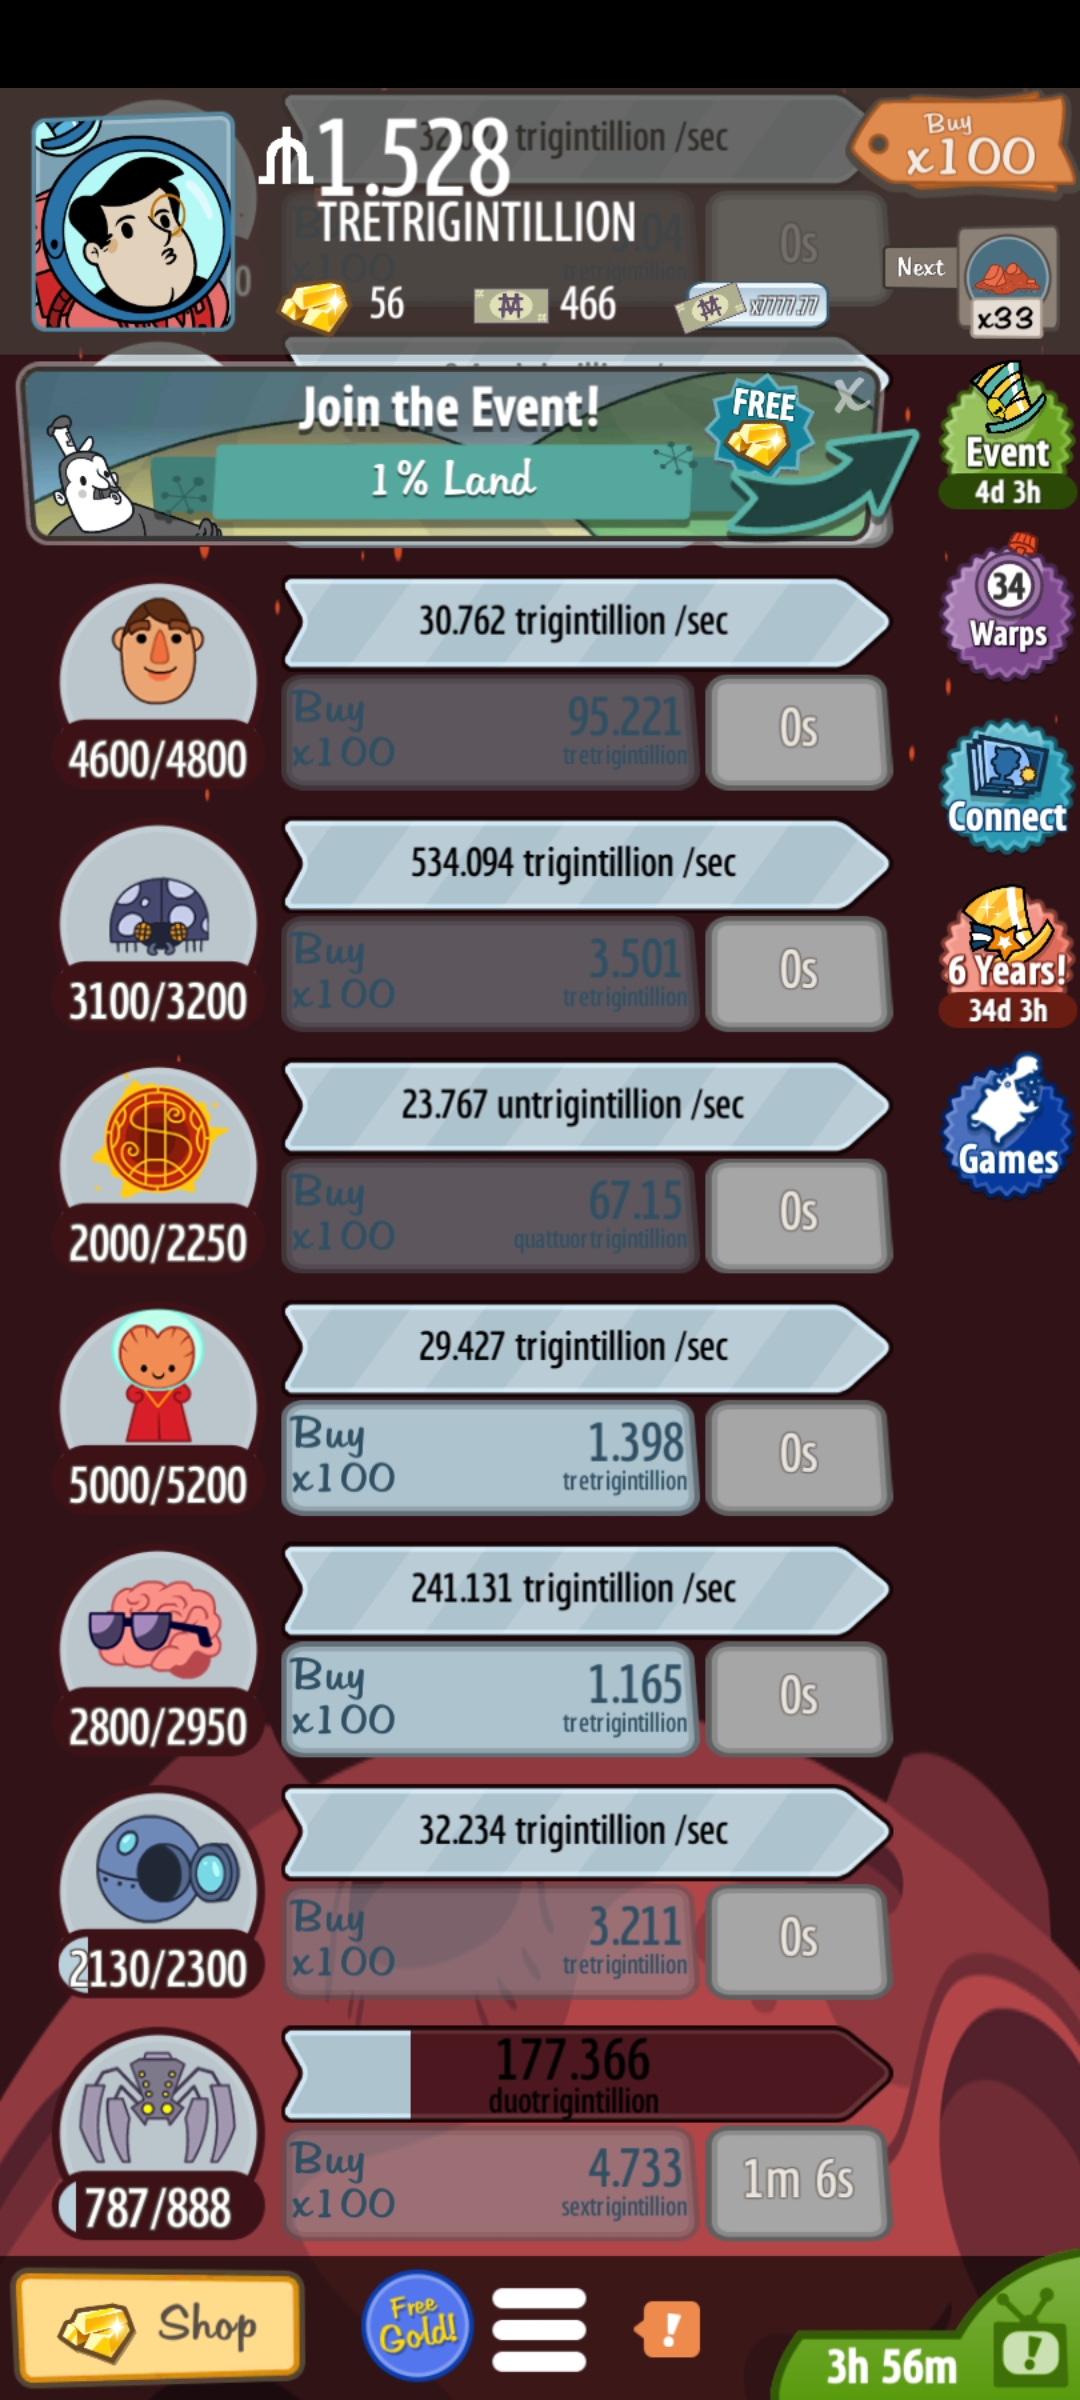 trigintillion /sec
₼1.528
TRETRIGINTILLION
Buy
x100
0s
56
466
x7777.77
Next
x33
Join the Event!
1% Land
FREE
X
Event
4d 3h
34
Warps
Connect
6 Years!
34d 3h
Games
30.762 trigintillion /sec
4600/4800
Buy
x100
95.221
tretrigintillion
0s
534.094 trigintillion /sec
3100/3200
Buy
x100
3.501
tretrigintillion
0s
23.767 untrigintillion /sec
2000/2250
Buy
x100
67.15
quattuortrigintillion
0s
29.427 trigintillion /sec
5000/5200
Buy
x100
1.398
tretrigintillion
0s
241.131 trigintillion /sec
2800/2950
Buy
x100
1.165
tretrigintillion
0s
32.234 trigintillion /sec
2130/2300
Buy
x100
3.211
tretrigintillion
0s
177.366
duotrigintillion
787/888
Buy
x100
4.733
sextrigintillion
1m 6s
Shop
Free
Gold!
!
3h 56m
!